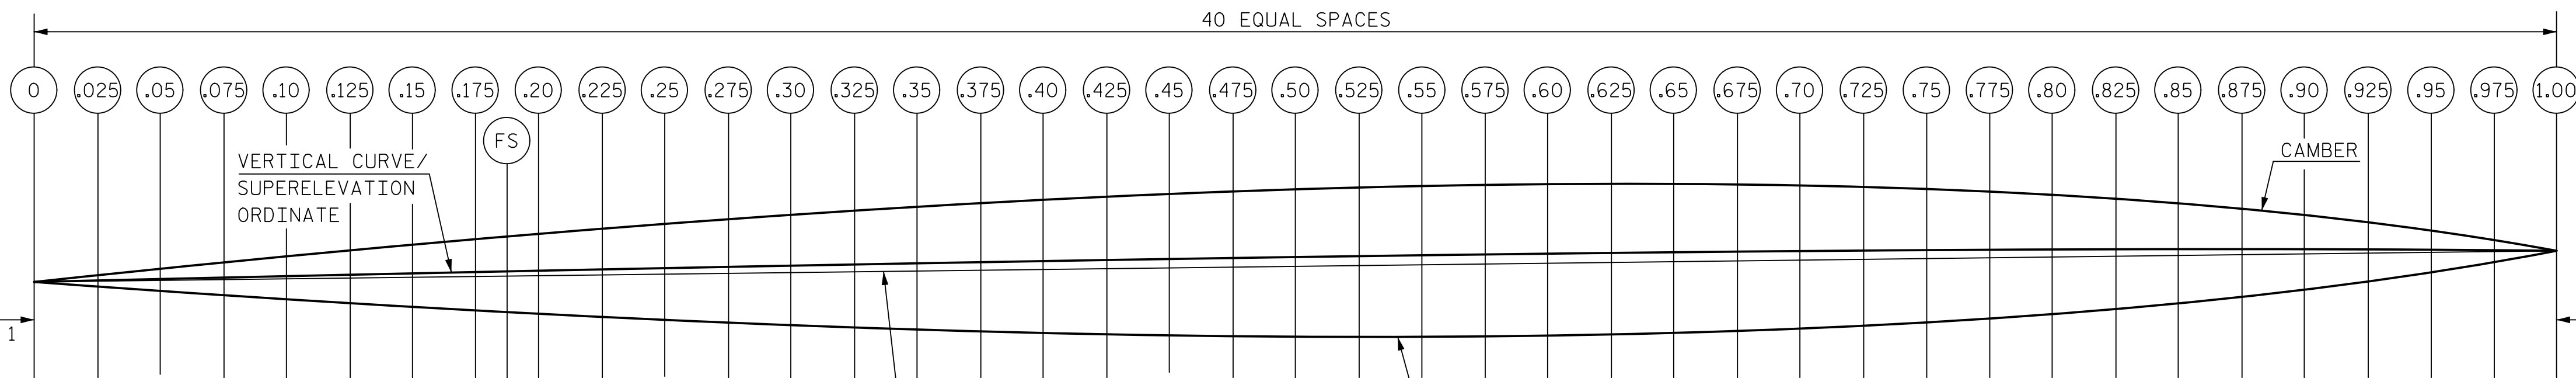 40 EQUAL SPACES
0 .025 .05 .075 .10 .125 .15 .175 .20 .225 .25 .275 .30 .325 .35 .375 .40 .425 .45 .475 .50 .525 .55 .575 .60 .625 .65 .675 .70 .725 .75 .775 .80 .825 .85 .875 .90 .925 .95 .975 1.00
FS
VERTICAL CURVE/
SUPERELEVATION
ORDINATE
CAMBER
1